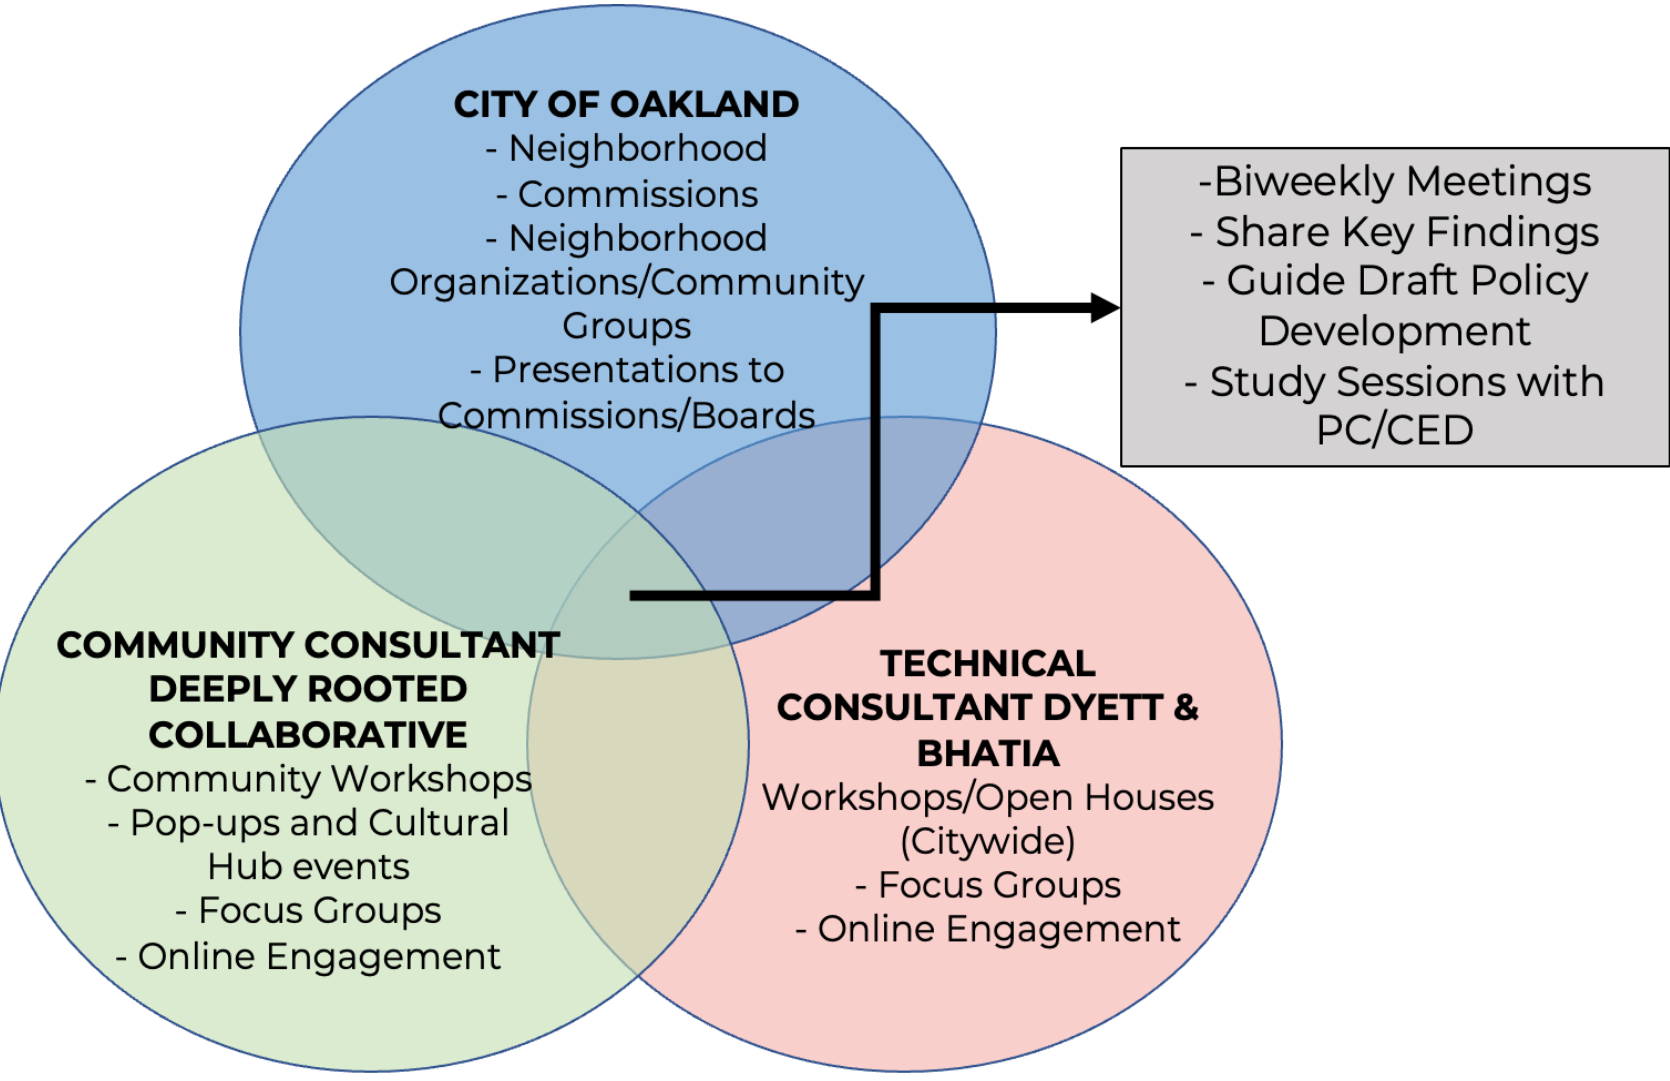 CITY OF OAKLAND
- Neighborhood
- Commissions
- Neighborhood
Organizations/Community
Groups
- Presentations to
Commissions/Boards
-Biweekly Meetings
- Share Key Findings
- Guide Draft Policy
Development
- Study Sessions with
PC/CED
COMMUNITY CONSULTANT
DEEPLY ROOTED
COLLABORATIVE
- Community Workshops
- Pop-ups and Cultural
Hub events
- Focus Groups
- Online Engagement
TECHNICAL
CONSULTANT DYETT &
BHATIA
Workshops/Open Houses
(Citywide)
- Focus Groups
- Online Engagement